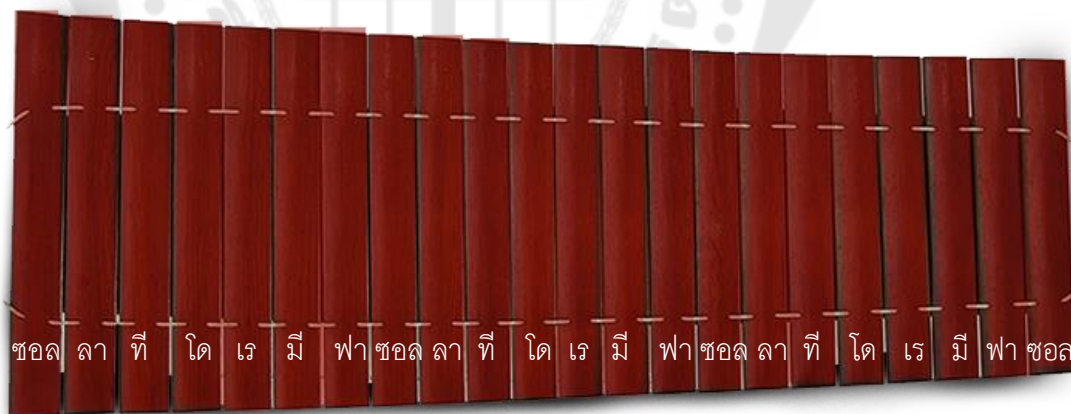 ซอล ลา ที โด เร มี ฟา ซอล ลา ที โด เร มี ฟา ซอล ลา ที โด เร มี ฟา ซอล